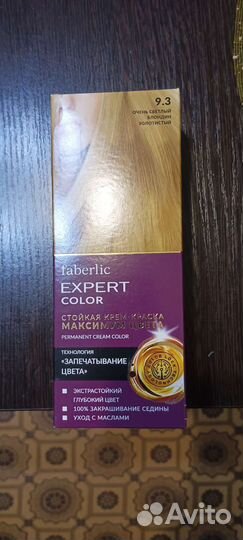 9.3
ОЧЕНЬ СВЕТЛЫЙ
БЛОНДИН
ЗОЛОТИСТЫЙ
faberlic
EXPERT
COLOR
СТОЙКАЯ КРЕМ-КРАСКА
МАКСИМУМ ЦВЕТА
PERMANENT CREAM COLOR
ТЕХНОЛОГИЯ
«ЗАПЕЧАТЫВАНИЕ
ЦВЕТА»
ЭКСТРАСТОЙКИЙ
ГЛУБОКИЙ ЦВЕТ
100% ЗАКРАШИВАНИЕ СЕДИНЫ
УХОД С МАСЛАМИ
Avito